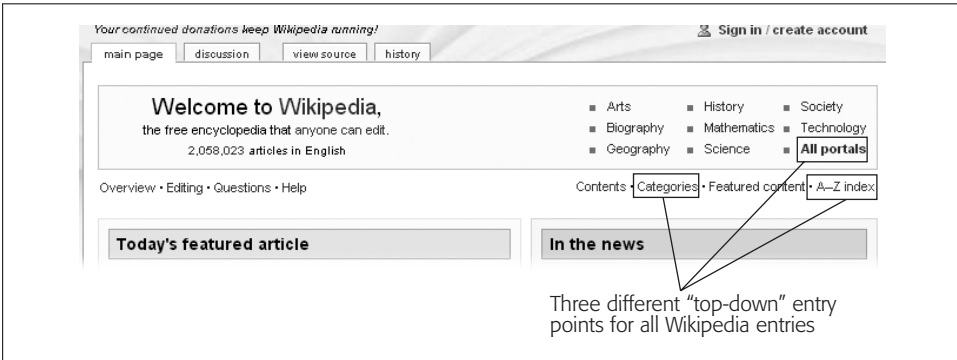 Your continued donations keep Wikipedia running!
Sign in / create account
main page discussion view source history
Welcome to Wikipedia,
the free encyclopedia that anyone can edit.
2,058,023 articles in English
Arts History Society
Biography Mathematics Technology
Geography Science All portals
Overview • Editing • Questions • Help
Contents • Categories • Featured content • A–Z index
Today's featured article
In the news
Three different “top-down” entry
points for all Wikipedia entries